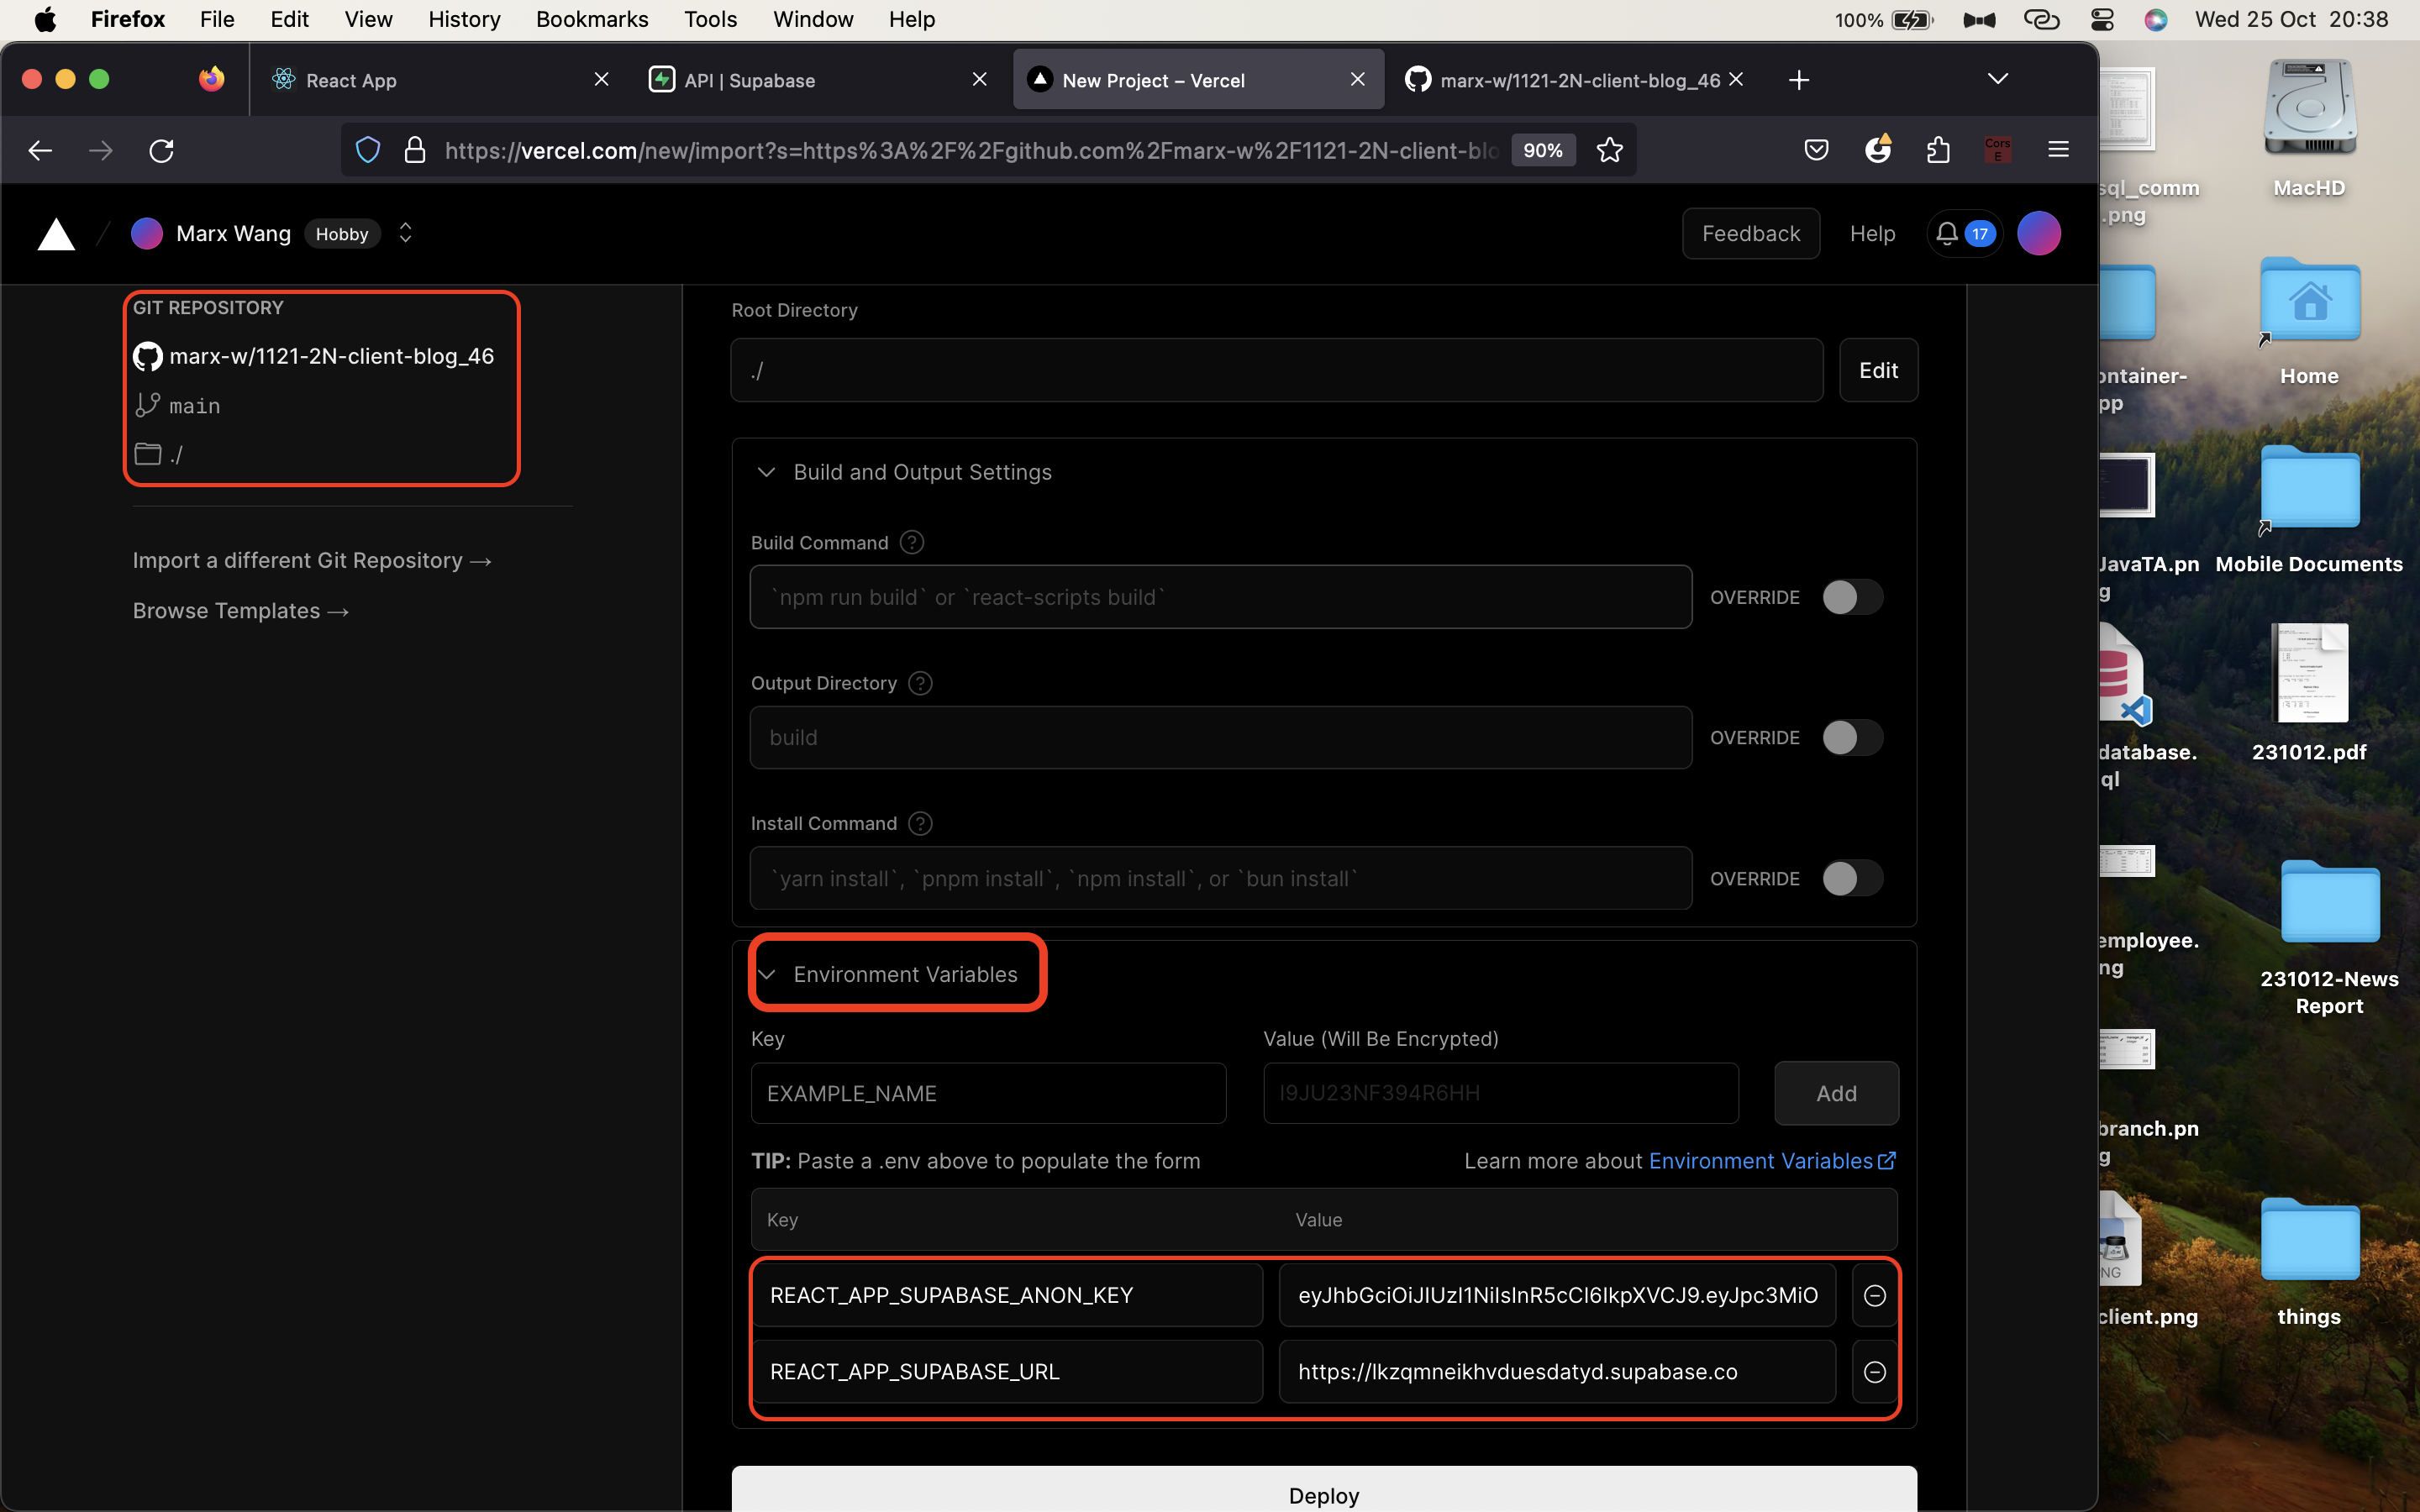 Firefox File Edit View History Bookmarks Tools Window Help 100% Wed 25 Oct 20:38
React App API | Supabase New Project – Vercel marx-w/1121-2N-client-blog_46
https://vercel.com/new/import?s=https%3A%2F%2Fgithub.com%2Fmarx-w%2F1121-2N-client-blo 90% Cors E
Marx Wang Hobby Feedback Help 17
GIT REPOSITORY
marx-w/1121-2N-client-blog_46
main
./
Import a different Git Repository →
Browse Templates →
Root Directory
./ Edit
Build and Output Settings
Build Command ?
`npm run build` or `react-scripts build` OVERRIDE
Output Directory ?
build OVERRIDE
Install Command ?
`yarn install`, `pnpm install`, `npm install`, or `bun install` OVERRIDE
Environment Variables
Key Value (Will Be Encrypted)
EXAMPLE_NAME I9JU23NF394R6HH Add
TIP: Paste a .env above to populate the form Learn more about Environment Variables
Key Value
REACT_APP_SUPABASE_ANON_KEY eyJhbGciOiJIUzI1NiIsInR5cCI6IkpXVCJ9.eyJpc3MiO
REACT_APP_SUPABASE_URL https://lkzqmneikhvduesdatyd.supabase.co
Deploy
sql_comm
.png
MacHD
ontainer-
pp
Home
JavaTA.pn
g
Mobile Documents
database.
ql
231012.pdf
employee.
ng
231012-News
Report
branch.pn
g
NG
client.png
things